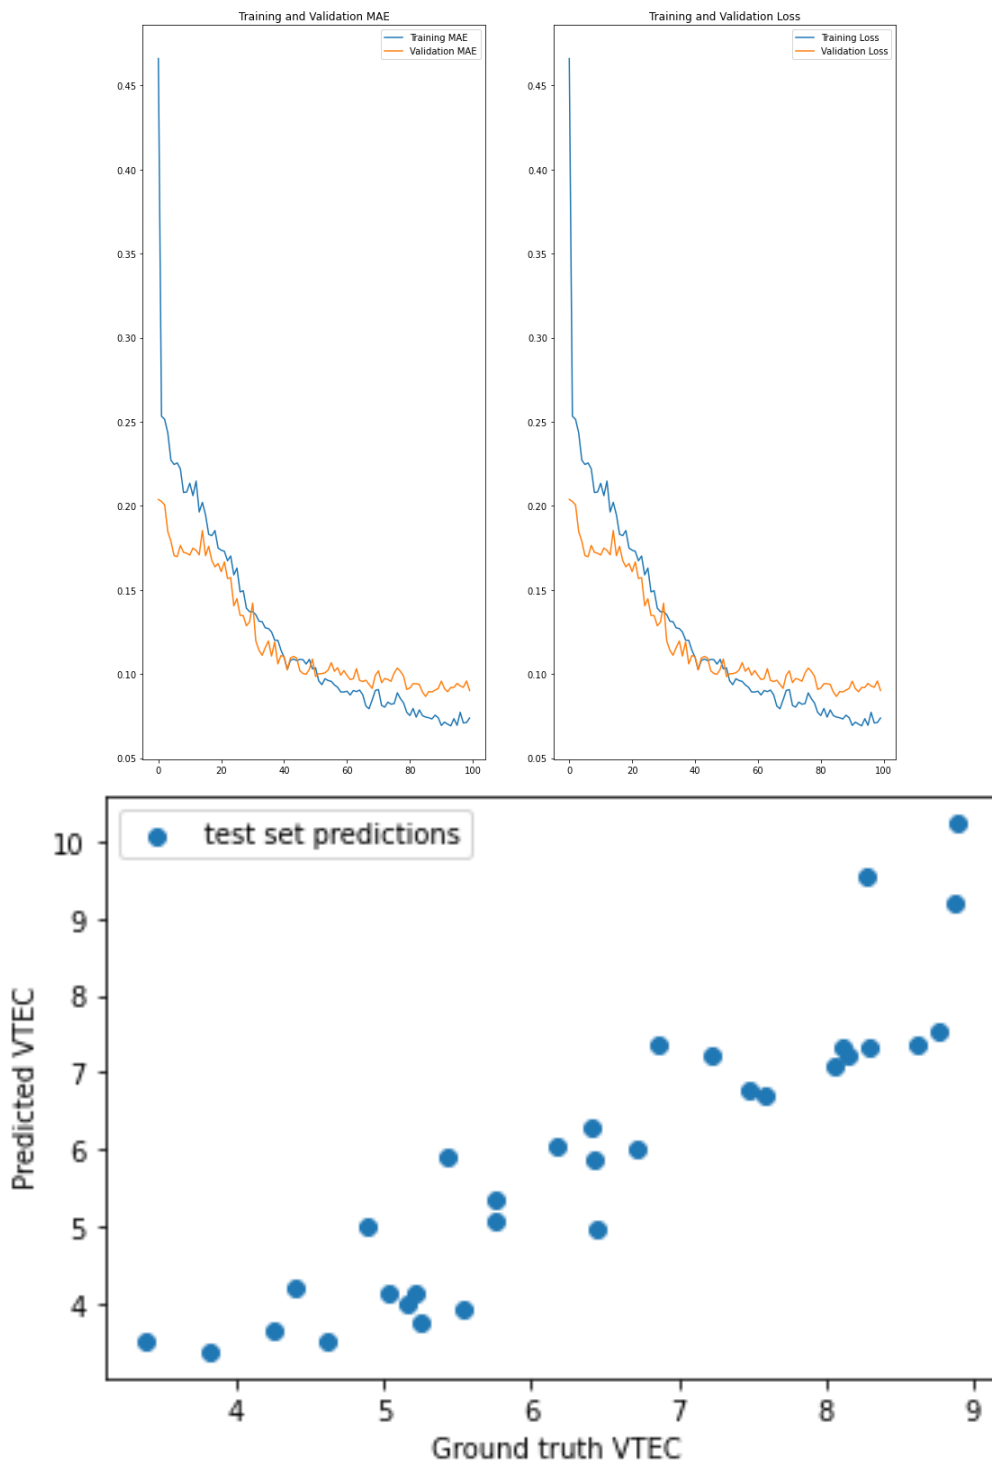 Training and Validation MAE
Training MAE
Validation MAE
0.45
0.40
0.35
0.30
0.25
0.20
0.15
0.10
0.05
0 20 40 60 80 100
Training and Validation Loss
Training Loss
Validation Loss
0.45
0.40
0.35
0.30
0.25
0.20
0.15
0.10
0.05
0 20 40 60 80 100
test set predictions
Predicted VTEC
10
9
8
7
6
5
4
4 5 6 7 8 9
Ground truth VTEC